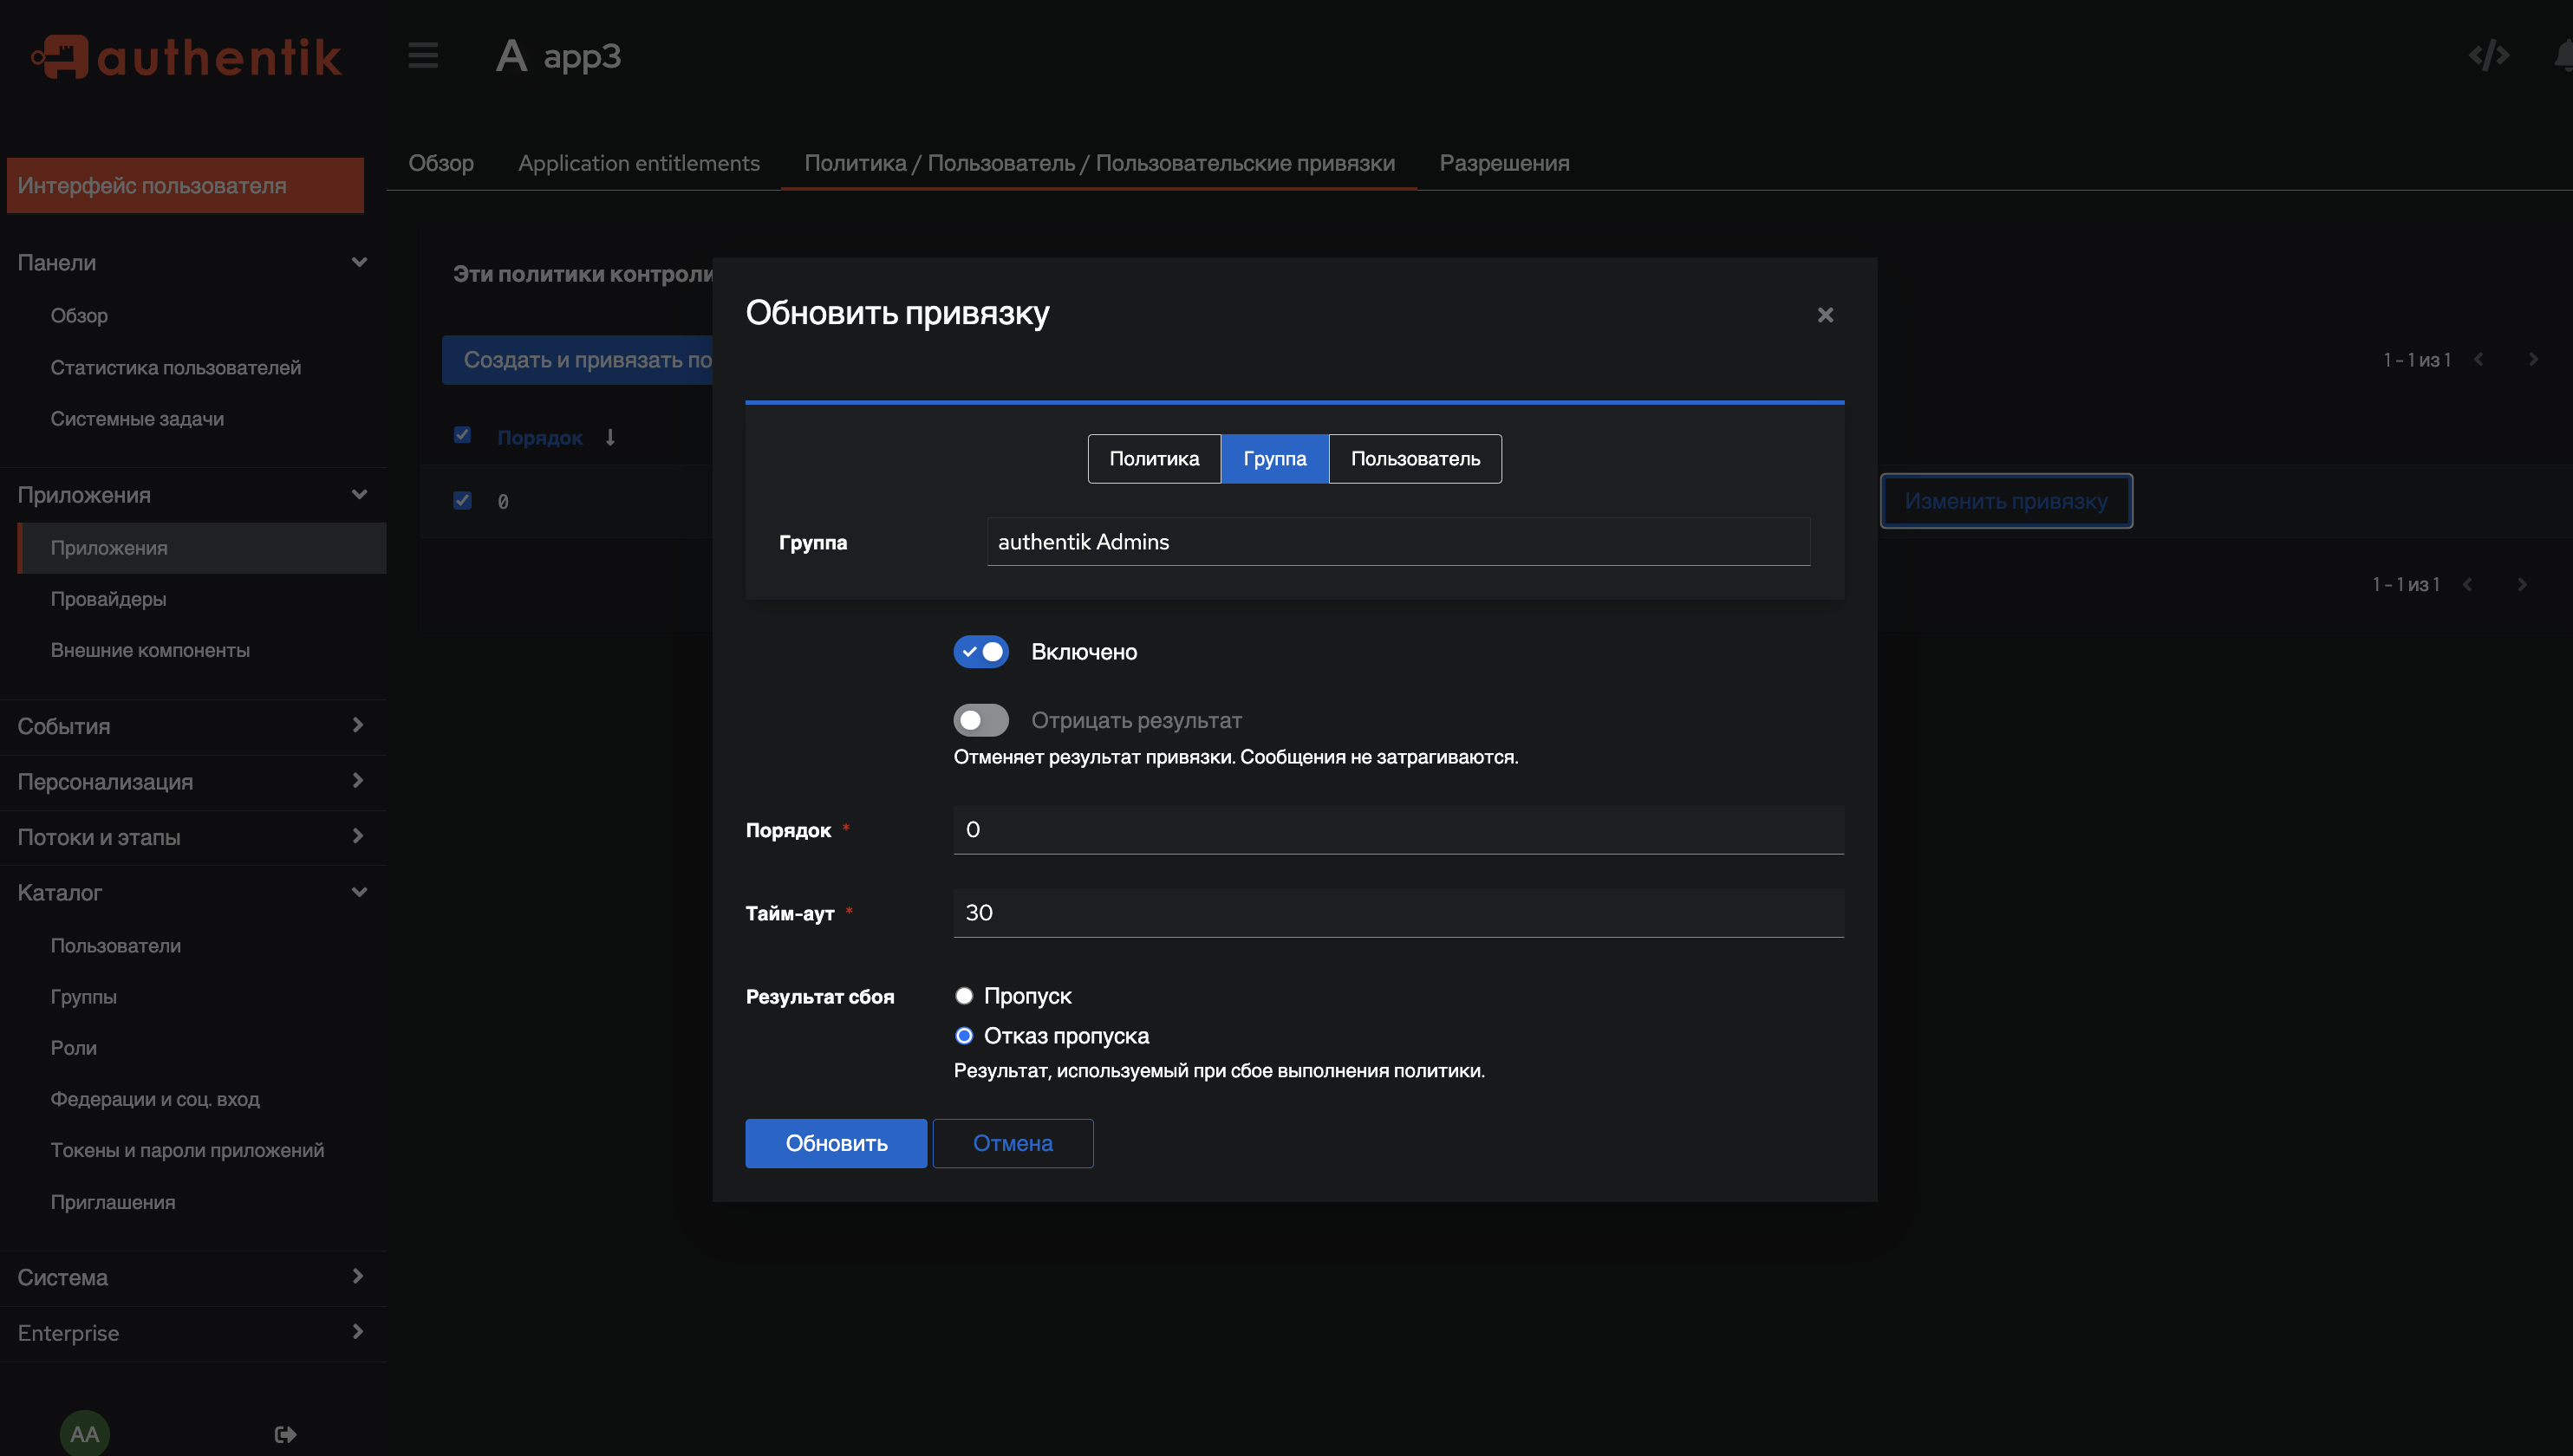 authentik
A app3
Интерфейс пользователя
Панели
Обзор
Статистика пользователей
Системные задачи
Приложения
Приложения
Провайдеры
Внешние компоненты
События
Персонализация
Потоки и этапы
Каталог
Пользователи
Группы
Роли
Федерации и соц. вход
Токены и пароли приложений
Приглашения
Система
Enterprise
AA
Обзор
Application entitlements
Политика / Пользователь / Пользовательские привязки
Разрешения
Эти политики контроли
Создать и привязать по
1 - 1 из 1
Порядок
0
Изменить привязку
1 - 1 из 1
Обновить привязку
Политика
Группа
Пользователь
Группа
authentik Admins
Включено
Отрицать результат
Отменяет результат привязки. Сообщения не затрагиваются.
Порядок *
0
Тайм-аут *
30
Результат сбоя
Пропуск
Отказ пропуска
Результат, используемый при сбое выполнения политики.
Обновить
Отмена